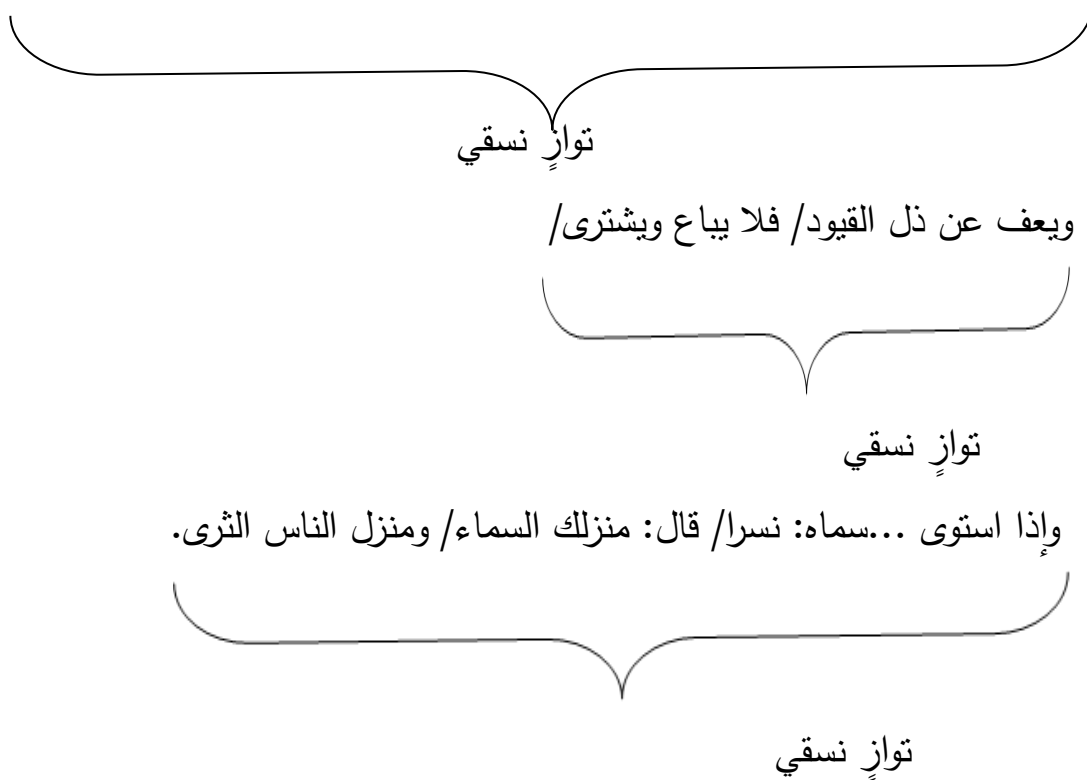 توازٍ نسقي
ويعف عن ذل القيود/ فلا يباع ويشترى/
توازٍ نسقي
وإذا استوى ...سماه: نسرا/ قال: منزلك السماء/ ومنزل الناس الثرى.
توازٍ نسقي